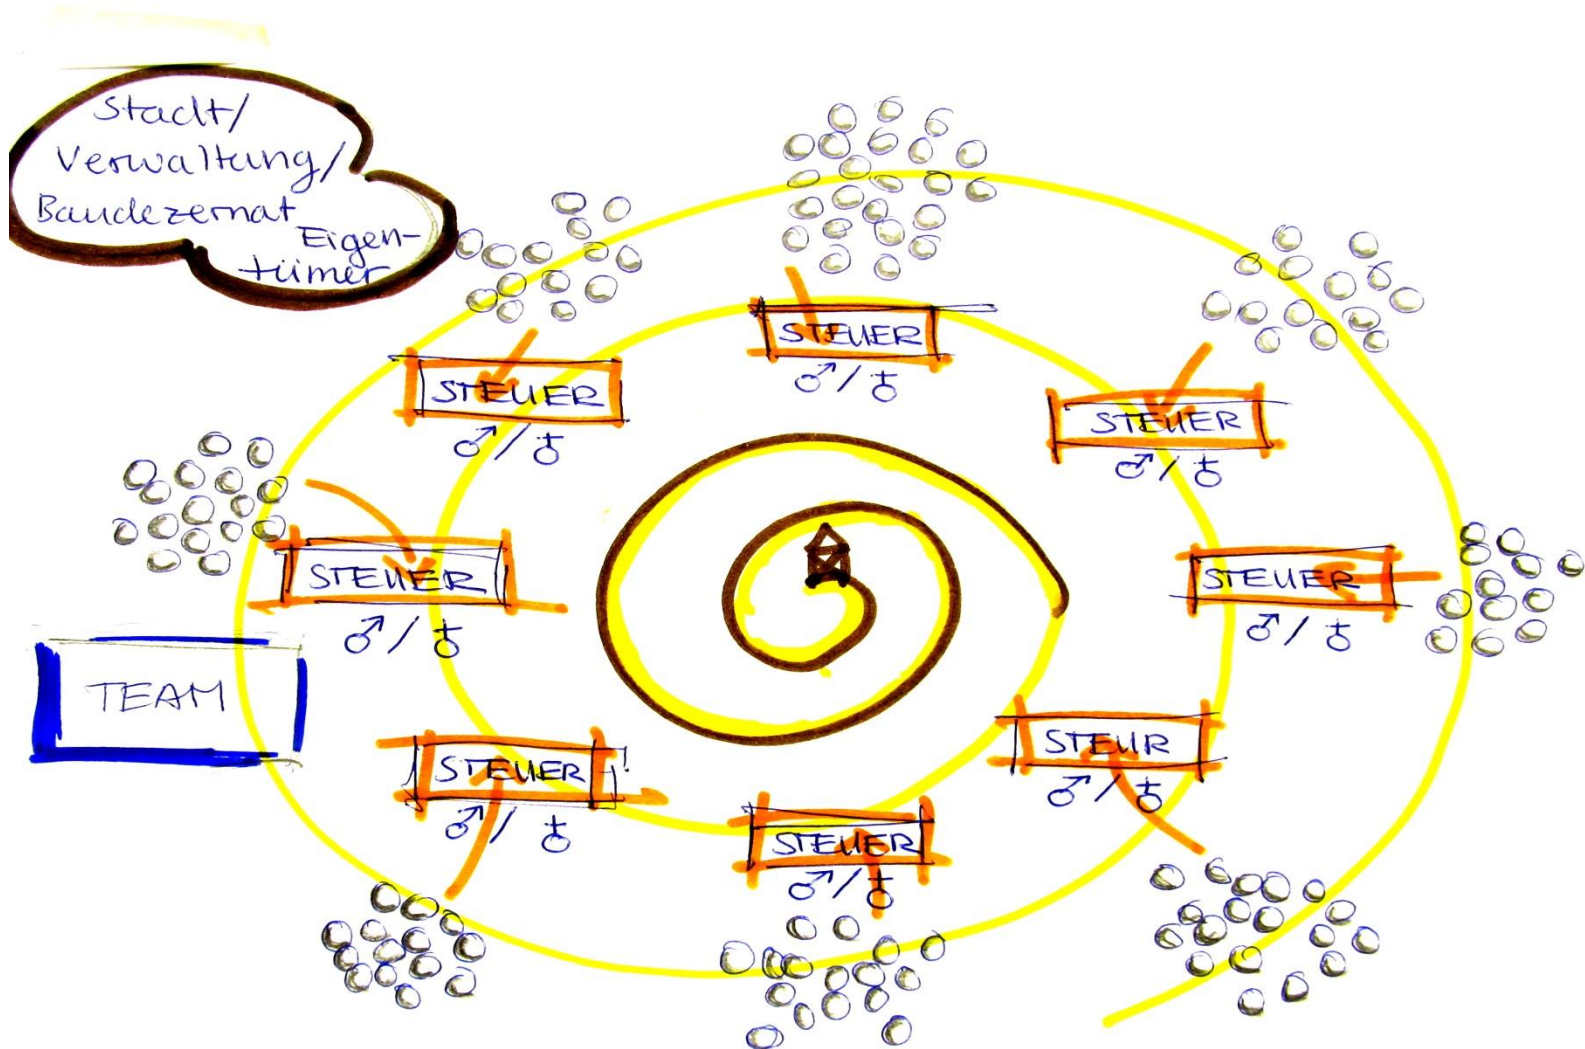 Stadt/
Verwaltung/
Baudezernat
Eigen-
tümer
STEUER
♂/♀
STEUER
♂/♀
STEUER
♂/♀
STEUER
♂/♀
STEUER
♂/♀
TEAM
STEUR
♂/♀
STEUER
♂/♀
STEUER
♂/♀